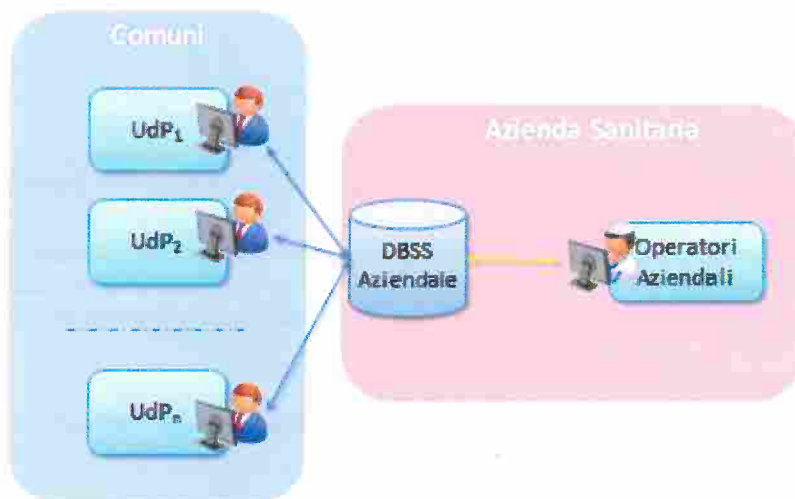 Comuni
UdP₁
UdP₂
UdPₙ
Azienda Sanitaria
DBSS
Aziendale
Operatori
Aziendali